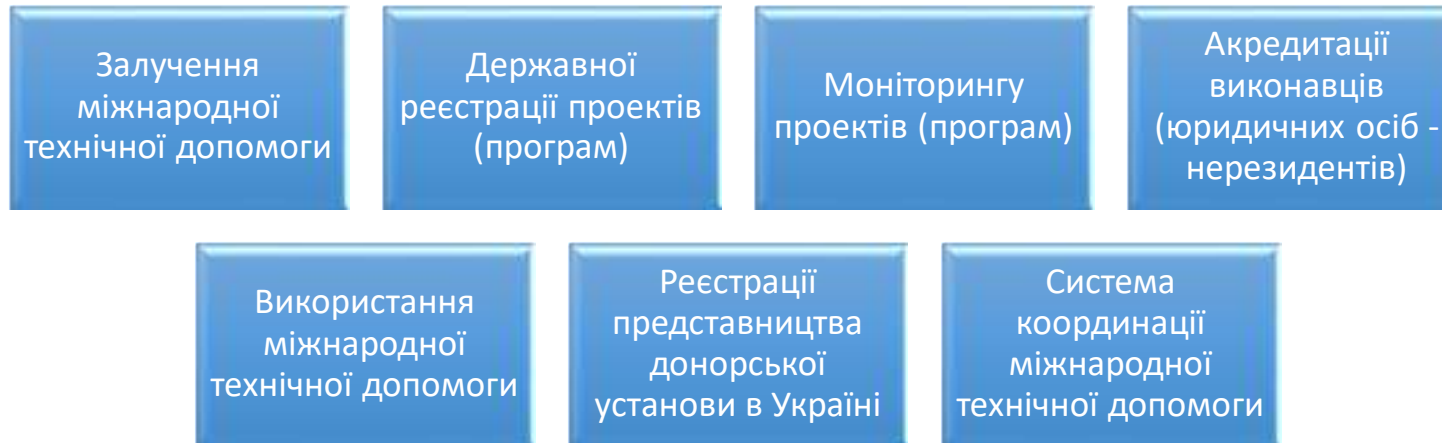 Залучення
міжнародної
технічної допомоги
Державної
реєстрації проектів
(програм)
Моніторингу
проектів (програм)
Акредитації
виконавців
(юридичних осіб -
нерезидентів)
Використання
міжнародної
технічної допомоги
Реєстрації
представництва
донорської
установи в Україні
Система
координації
міжнародної
технічної допомоги